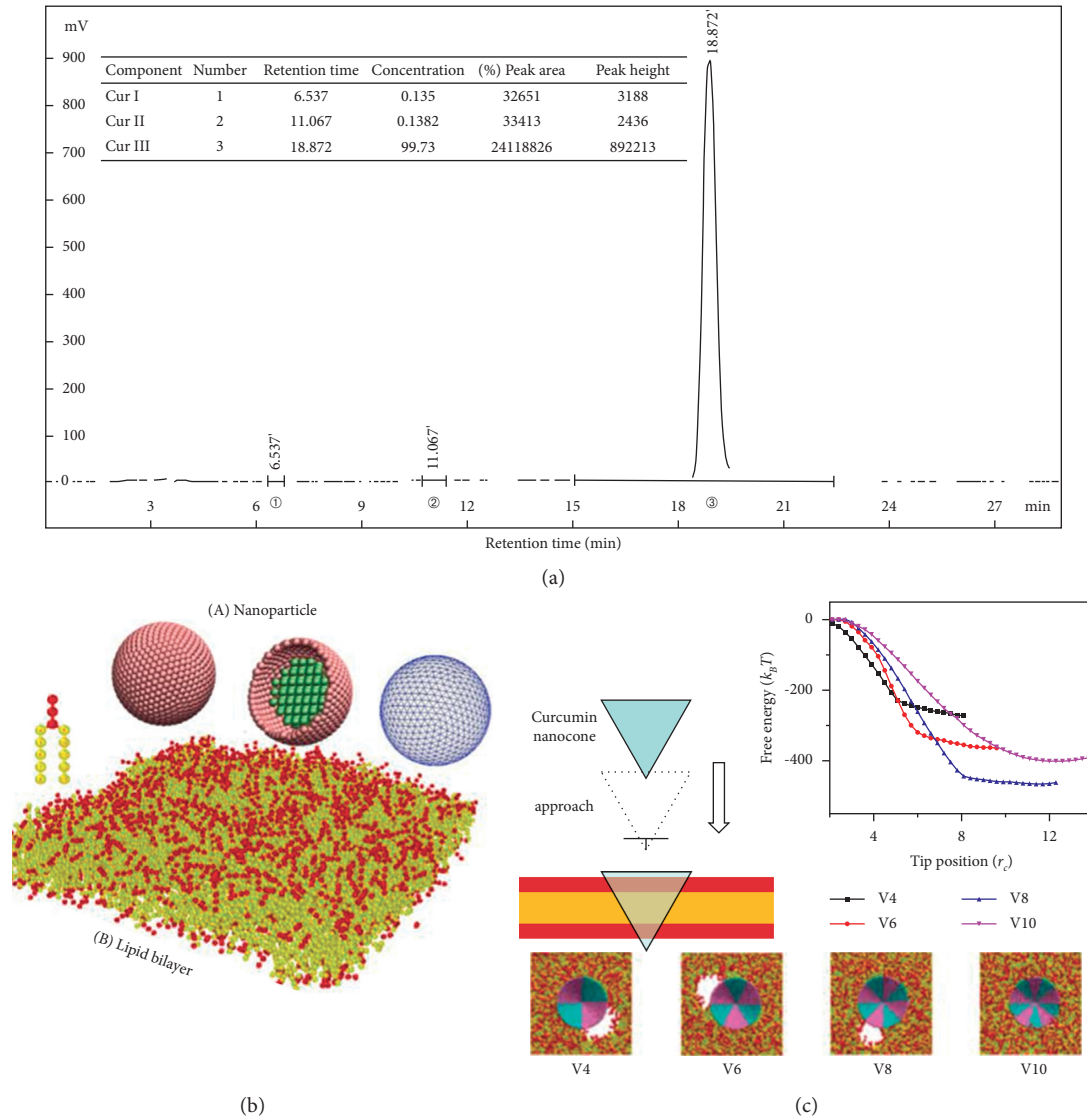 mV
900
800
700
600
500
400
300
200
100
0
Component Number Retention time Concentration (%) Peak area Peak height
Cur I 1 6.537 0.135 32651 3188
Cur II 2 11.067 0.1382 33413 2436
Cur III 3 18.872 99.73 24118826 892213
6.537'
11.067'
18.872'
① ② ③
3 6 9 12 15 18 21 24 27 min
Retention time (min)
(a)
(A) Nanoparticle
(B) Lipid bilayer
(b)
Curcumin
nanocone
approach
Free energy (k_BT)
0
-200
-400
4 8 12
Tip position (r_c)
V4 V8
V6 V10
V4 V6 V8 V10
(c)